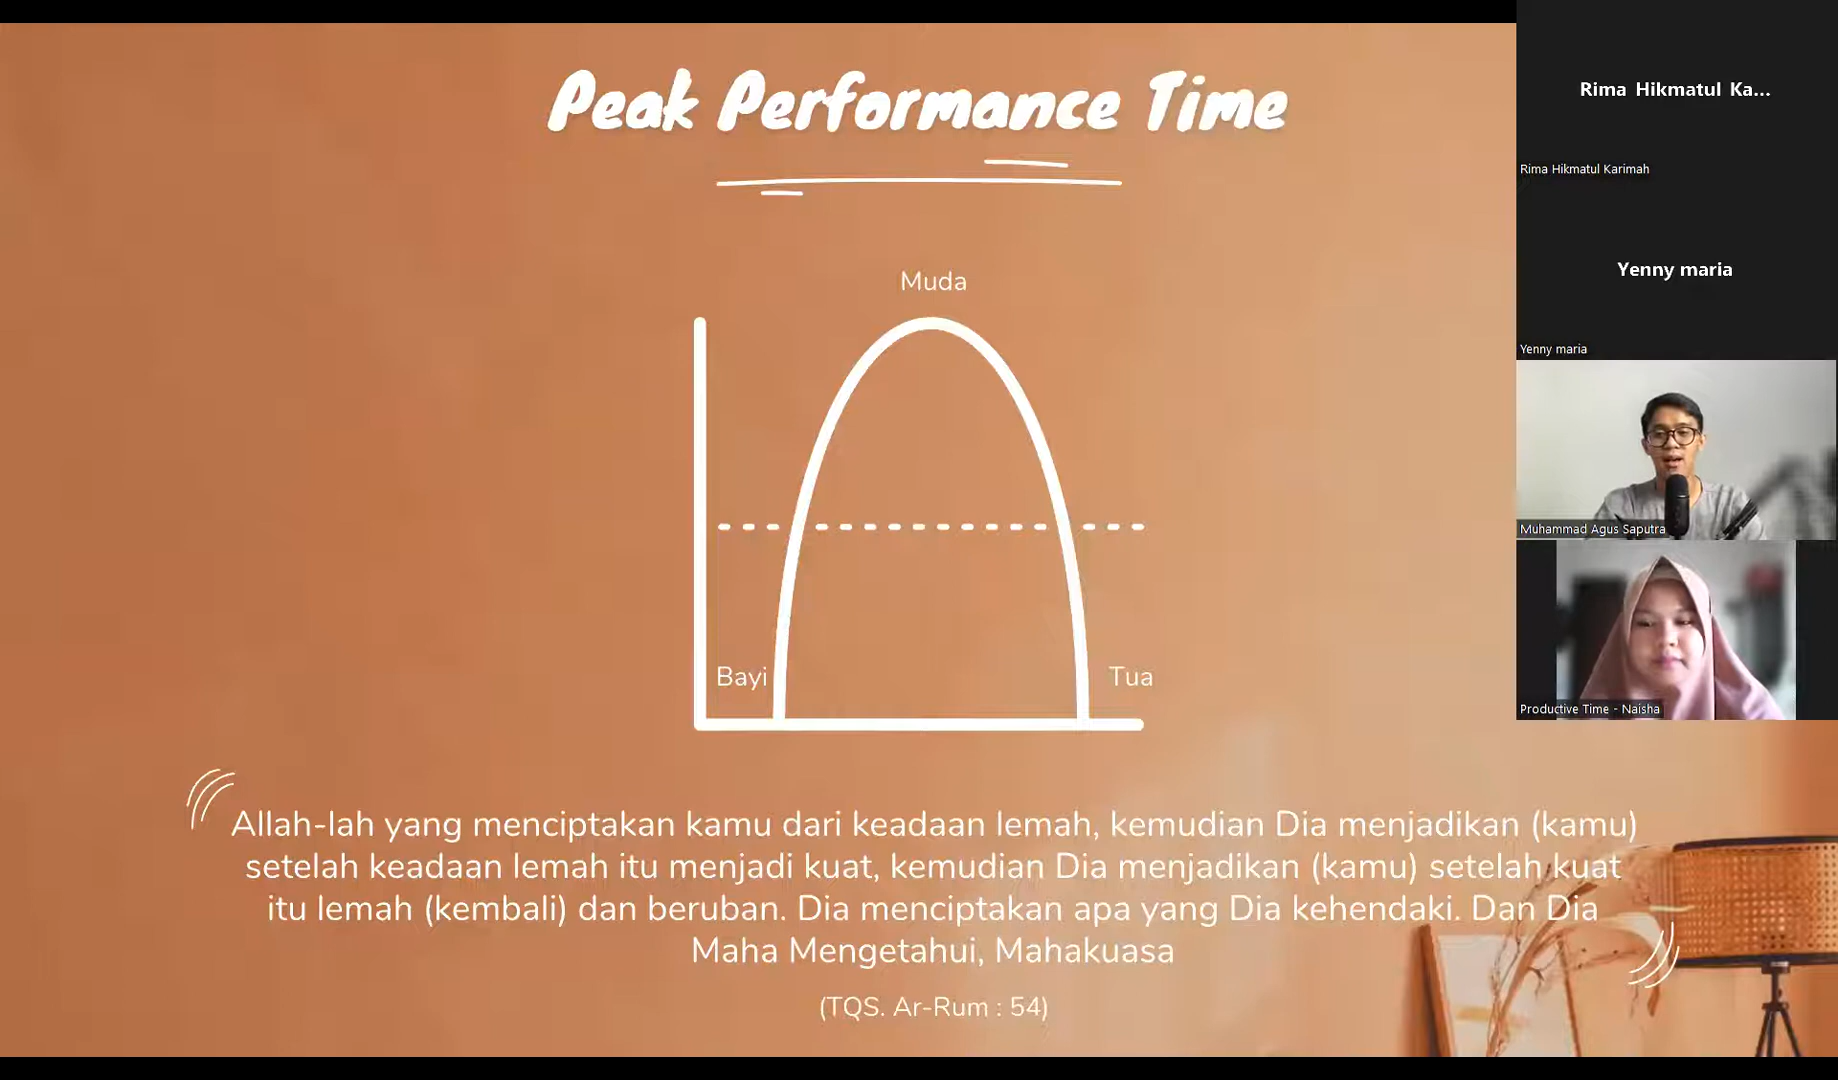 Peak Performance Time
Muda
Bayi
Tua
Allah-lah yang menciptakan kamu dari keadaan lemah, kemudian Dia menjadikan (kamu)
setelah keadaan lemah itu menjadi kuat, kemudian Dia menjadikan (kamu) setelah kuat
itu lemah (kembali) dan beruban. Dia menciptakan apa yang Dia kehendaki. Dan Dia
Maha Mengetahui, Mahakuasa
(TQS. Ar-Rum : 54)
Rima Hikmatul Ka...
Rima Hikmatul Karimah
Yenny maria
Yenny maria
Muhammad Agus Saputra
Productive Time - Naisha